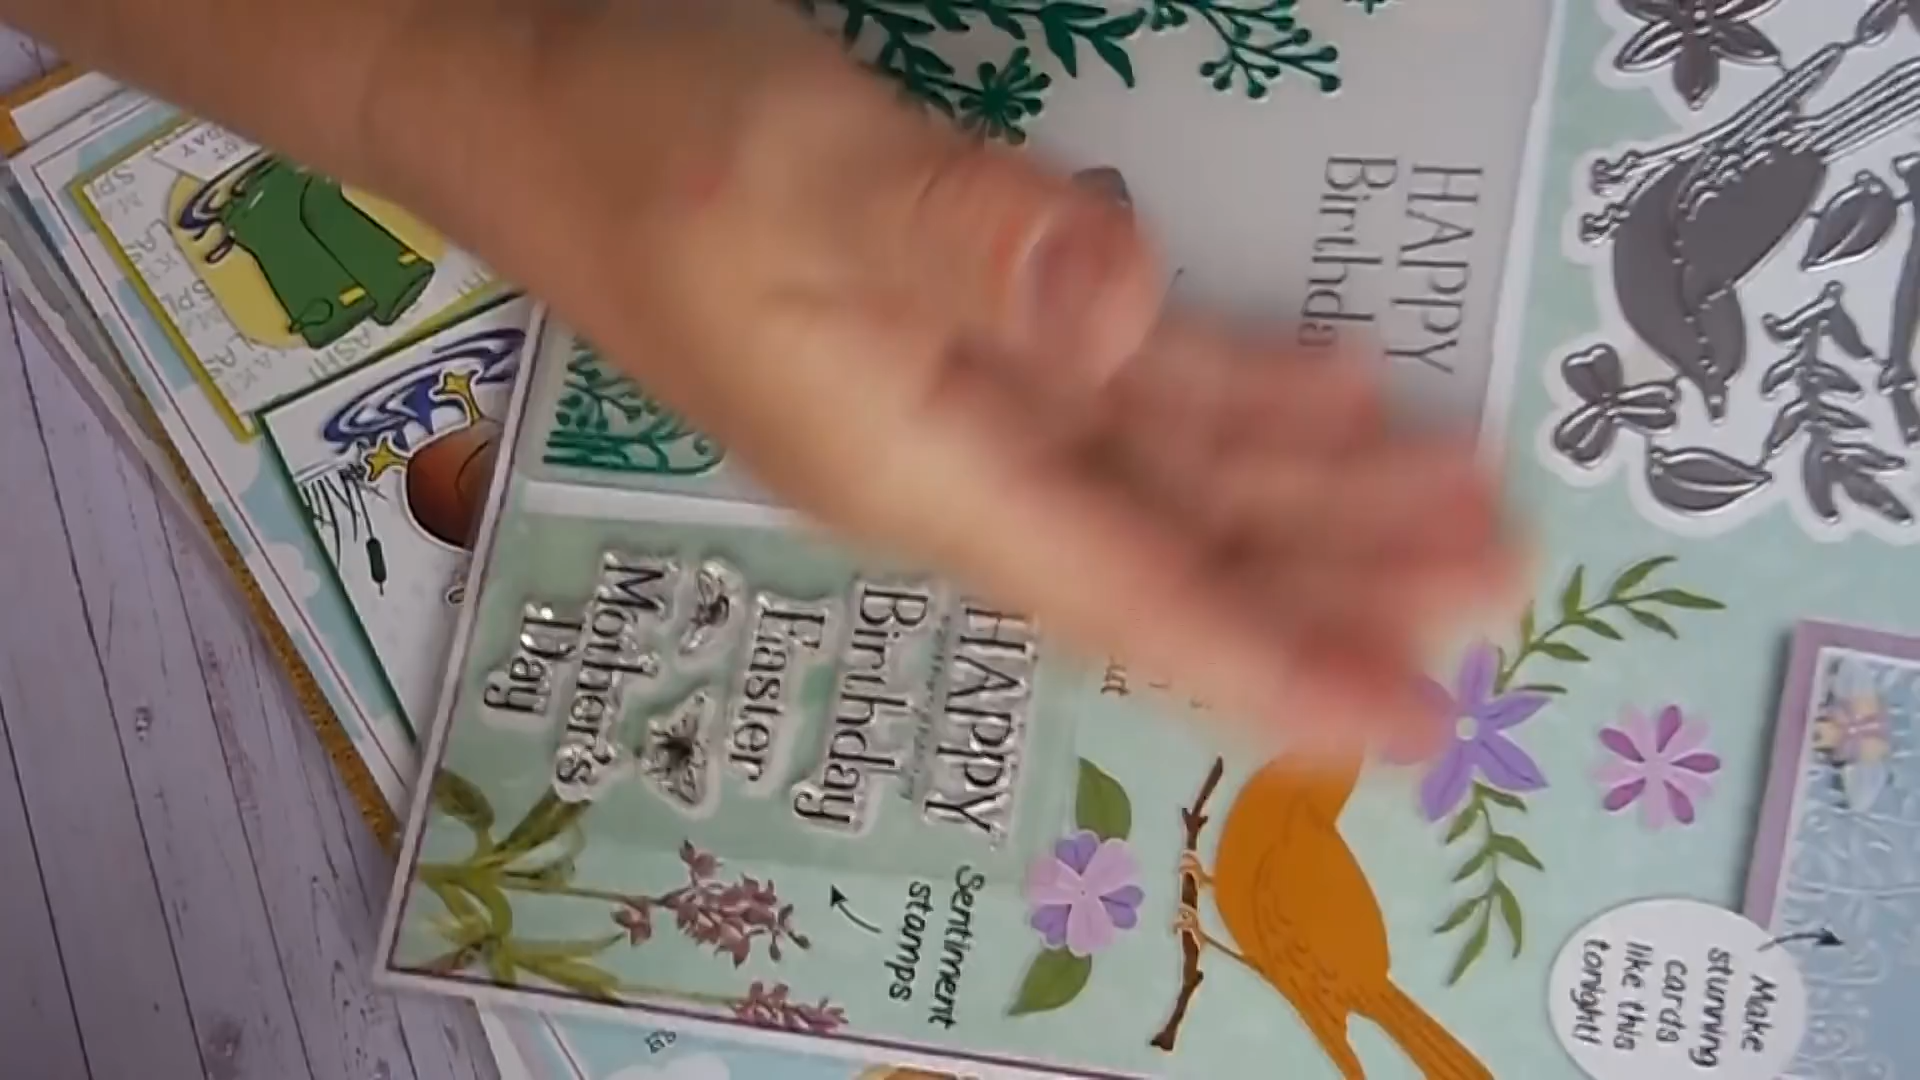 HAPPY
Birthda
HAPPY
Birthday
Easter
Mother's
Day
Sentiment
stamps
Make
stunning
cards
like this
tonight!